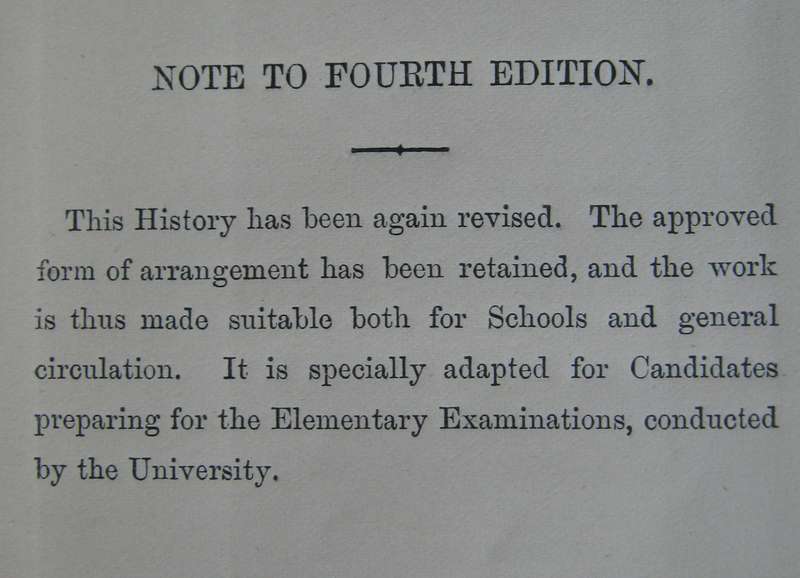 NOTE TO FOURTH EDITION.
This History has been again revised. The approved
form of arrangement has been retained, and the work
is thus made suitable both for Schools and general
circulation. It is specially adapted for Candidates
preparing for the Elementary Examinations, conducted
by the University.